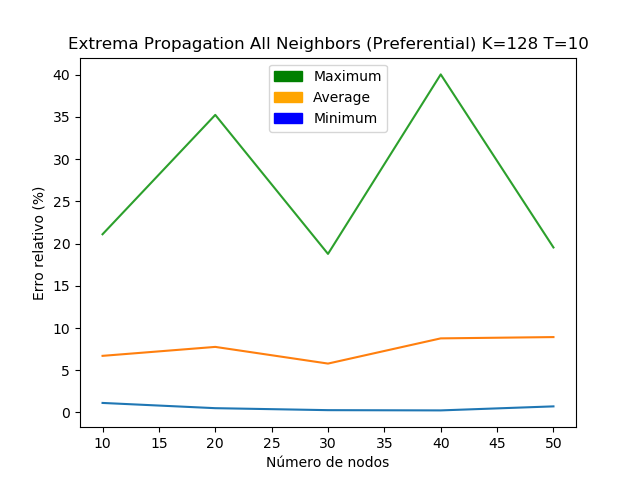 Extrema Propagation All Neighbors (Preferential) K=128 T=10
Maximum
Average
Minimum
Erro relativo (%)
40
35
30
25
20
15
10
5
0
10 15 20 25 30 35 40 45 50
Número de nodos